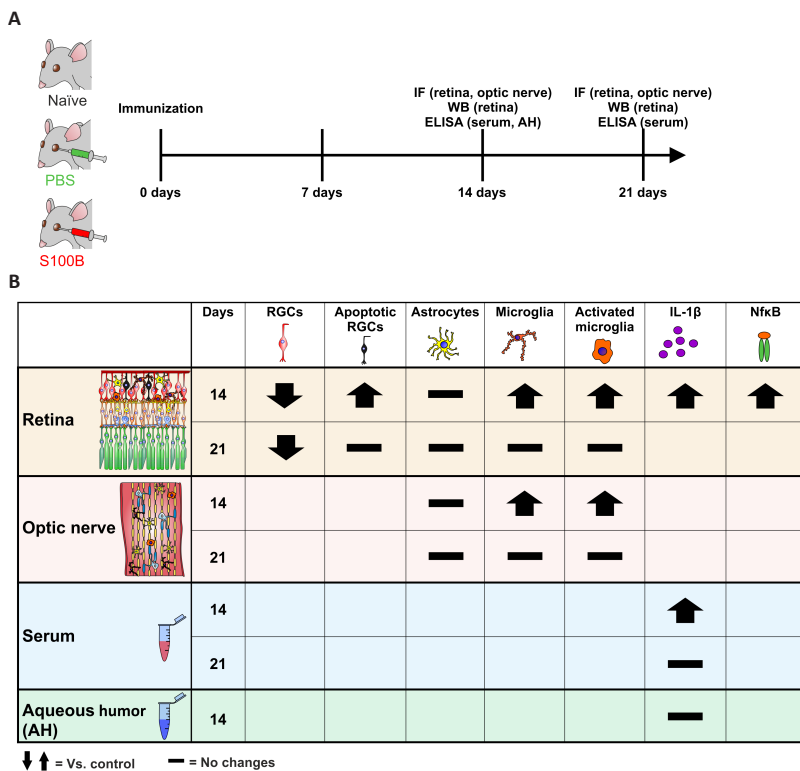 A
Naïve
PBS
S100B
Immunization
IF (retina, optic nerve)
WB (retina)
ELISA (serum, AH)
IF (retina, optic nerve)
WB (retina)
ELISA (serum)
0 days
7 days
14 days
21 days
B
Days
RGCs
Apoptotic
RGCs
Astrocytes
Microglia
Activated
microglia
IL-1β
NfκB
Retina
14
21
Optic nerve
14
21
Serum
14
21
Aqueous humor
(AH)
14
= Vs. control
= No changes